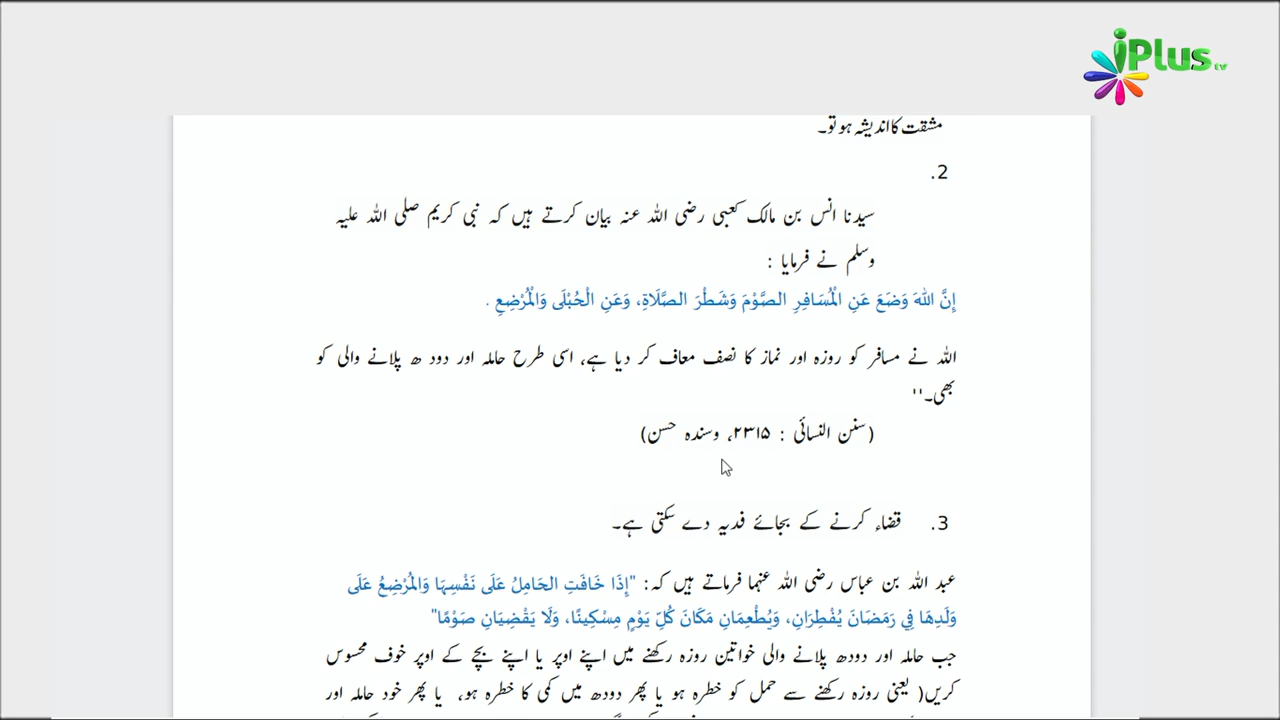 iPlus tv
مشقت کا اندیشہ ہو تو۔
2.
سیدنا انس بن مالک کعبی رضی اللہ عنہ بیان کرتے ہیں کہ نبی کریم صلی اللہ علیہ
وسلم نے فرمایا :
إِنَّ اللهَ وَضَعَ عَنِ الْمُسَافِرِ الصَّوْمَ وَشَطْرَ الصَّلَاةِ، وَعَنِ الْحُبْلَى وَالْمُرْضِعِ .
اللہ نے مسافر کو روزہ اور نماز کا نصف معاف کر دیا ہے، اسی طرح حاملہ اور دود ھ پلانے والی کو
بھی۔''
(سنن النسائی : ۲۳۱۵، وسندہ حسن)
3. قضاء کرنے کے بجائے فدیہ دے سکتی ہے۔
عبد اللہ بن عباس رضی اللہ عنہما فرماتے ہیں کہ: "إِذَا خَافَتِ الحَامِلُ عَلَى نَفْسِهَا وَالمُرْضِعُ عَلَى
وَلَدِهَا فِي رَمَضَانَ يُفْطِرَانِ، وَيُطْعِمَانِ مَكَانَ كُلِّ يَوْمٍ مِسْكِينًا، وَلَا يَقْضِيَانِ صَوْمًا"
جب حاملہ اور دودھ پلانے والی خواتین روزہ رکھنے میں اپنے اوپر یا اپنے بچے کے اوپر خوف محسوس
کریں( یعنی روزہ رکھنے سے حمل کو خطرہ ہو یا پھر دودھ میں کمی کا خطرہ ہو، یا پھر خود حاملہ اور